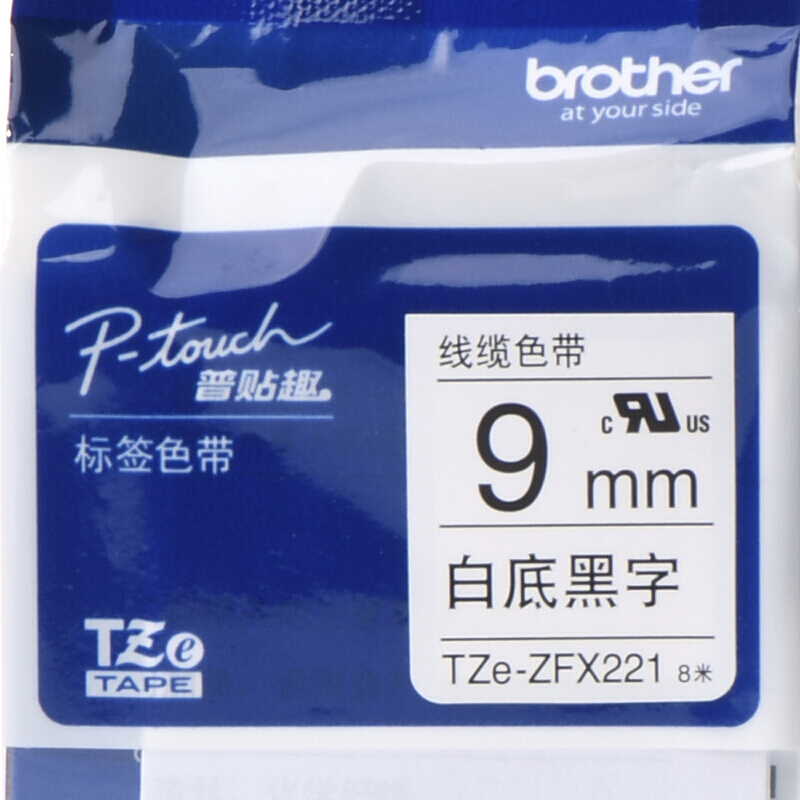 brother
at your side
P-touch
普贴趣
标签色带
TZe
TAPE
线缆色带
9 mm
c RU US
白底黑字
TZe-ZFX221 8米